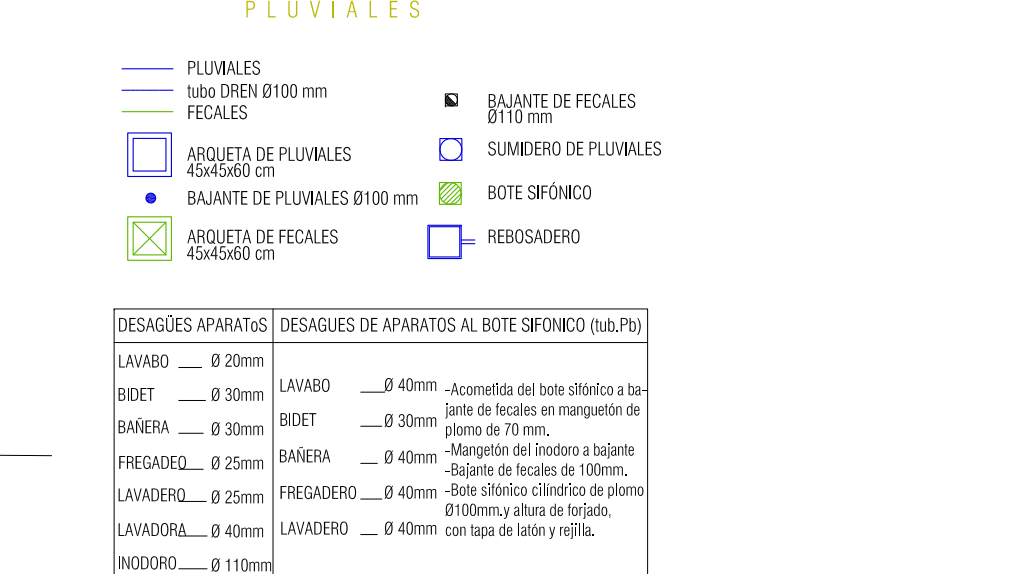 PLUVIALES
PLUVIALES
tubo DREN Ø100 mm
FECALES
ARQUETA DE PLUVIALES
45x45x60 cm
BAJANTE DE PLUVIALES Ø100 mm
ARQUETA DE FECALES
45x45x60 cm
BAJANTE DE FECALES
Ø110 mm
SUMIDERO DE PLUVIALES
BOTE SIFÓNICO
REBOSADERO
DESAGÜES APARAToS
LAVABO Ø 20mm
BIDET Ø 30mm
BAÑERA Ø 30mm
FREGADEO Ø 25mm
LAVADERO Ø 25mm
LAVADORA Ø 40mm
INODORO Ø 110mm
DESAGUES DE APARATOS AL BOTE SIFONICO (tub.Pb)
LAVABO Ø 40mm
BIDET Ø 30mm
BAÑERA Ø 40mm
FREGADERO Ø 40mm
LAVADERO Ø 40mm
-Acometida del bote sifónico a ba-
jante de fecales en manguetón de
plomo de 70 mm.
-Mangetón del inodoro a bajante
-Bajante de fecales de 100mm.
-Bote sifónico cilíndrico de plomo
Ø100mm.y altura de forjado,
con tapa de latón y rejilla.